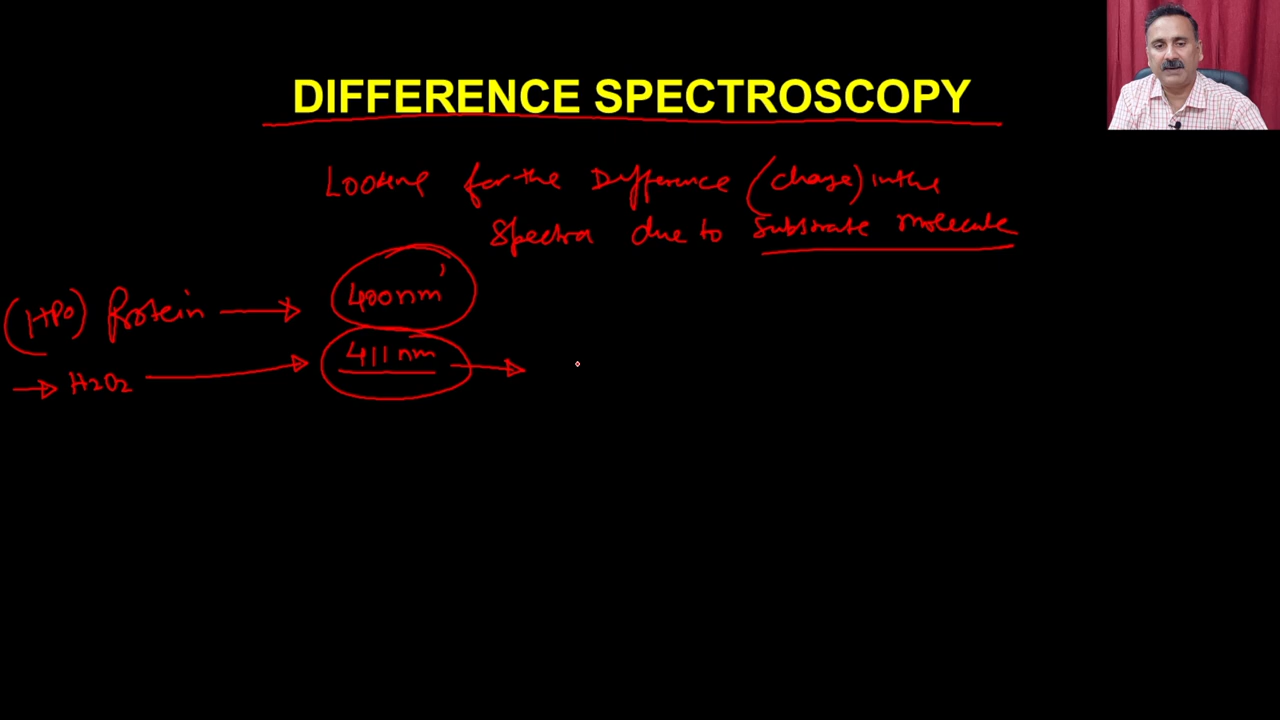 DIFFERENCE SPECTROSCOPY
Looking for the Difference (change) in the
Spectra due to Substrate molecule
(HPO) Protein → 400nm
→ H2O2 → 411 nm →